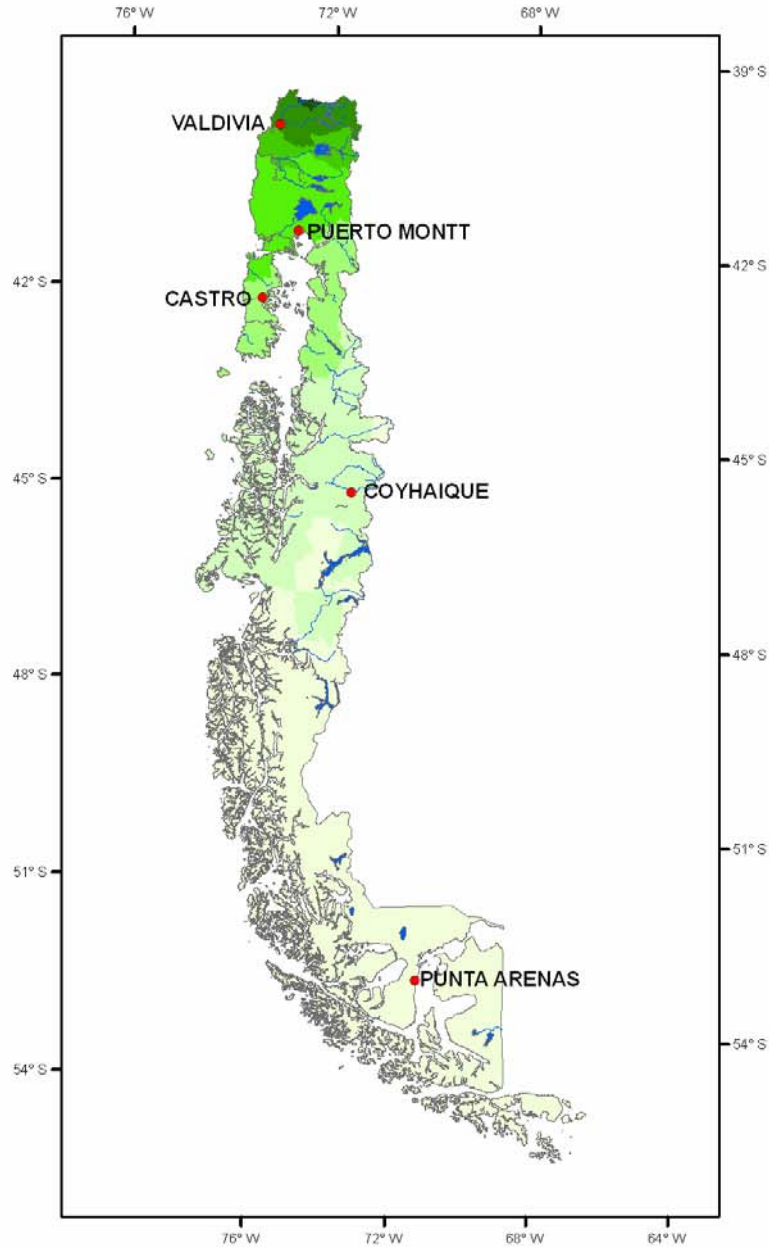 76° W 72° W 68° W
39° S
VALDIVIA
PUERTO MONTT
42° S 42° S
CASTRO
45° S 45° S
COYHAIQUE
48° S 48° S
51° S 51° S
PUNTA ARENAS
54° S 54° S
76° W 72° W 68° W 64° W